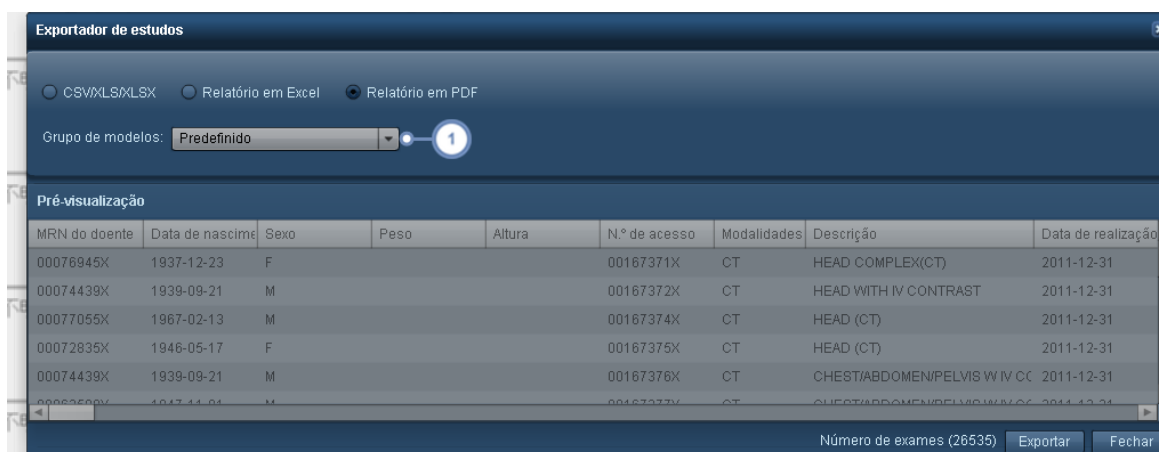 Exportador de estudos
CSV/XLS/XLSX Relatório em Excel Relatório em PDF
Grupo de modelos: Predefinido 1
Pré-visualização
MRN do doente Data de nascime Sexo Peso Altura N.º de acesso Modalidades Descrição Data de realização
00076945X 1937-12-23 F 00167371X CT HEAD COMPLEX(CT) 2011-12-31
00074439X 1939-09-21 M 00167372X CT HEAD WITH IV CONTRAST 2011-12-31
00077055X 1967-02-13 M 00167374X CT HEAD (CT) 2011-12-31
00072835X 1946-05-17 F 00167375X CT HEAD (CT) 2011-12-31
00074439X 1939-09-21 M 00167376X CT CHEST/ABDOMEN/PELVIS W IV CC 2011-12-31
Número de exames (26535) Exportar Fechar